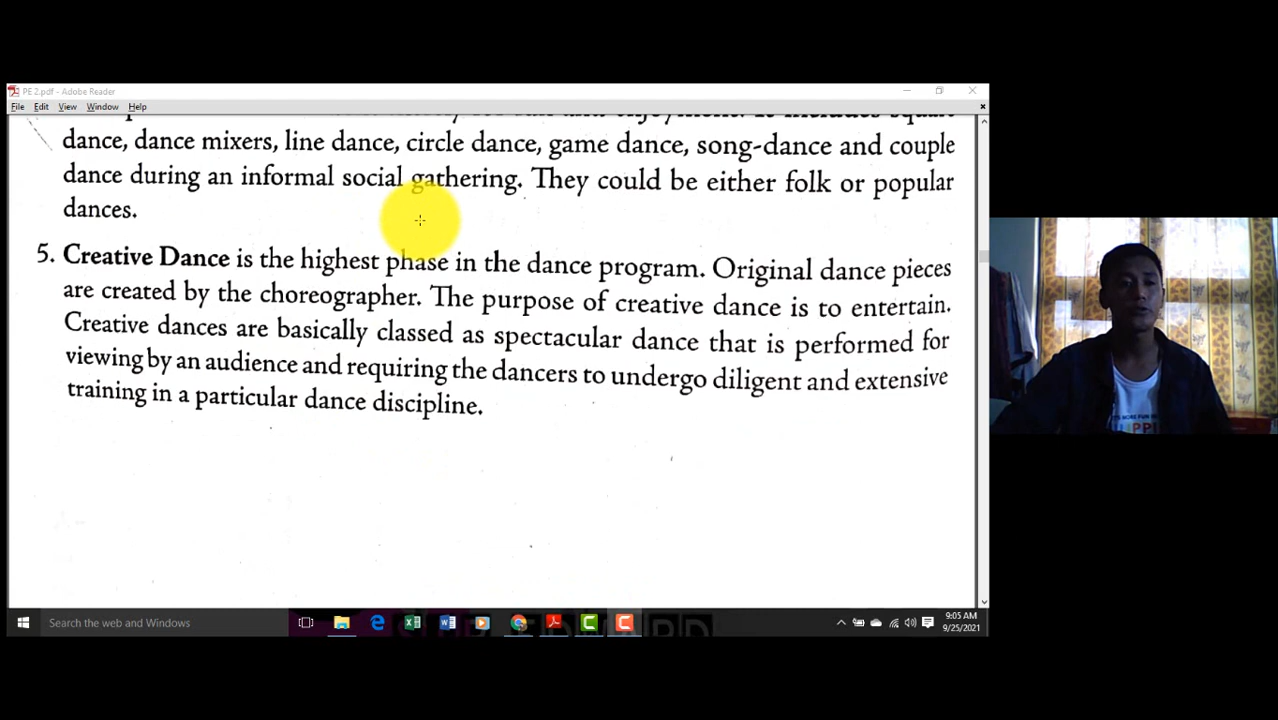 PE 2.pdf - Adobe Reader
File Edit View Window Help
dance, dance mixers, line dance, circle dance, game dance, song-dance and couple
dance during an informal social gathering. They could be either folk or popular
dances.
5. Creative Dance is the highest phase in the dance program. Original dance pieces
are created by the choreographer. The purpose of creative dance is to entertain.
Creative dances are basically classed as spectacular dance that is performed for
viewing by an audience and requiring the dancers to undergo diligent and extensive
training in a particular dance discipline.
Search the web and Windows
9:05 AM
9/25/2021